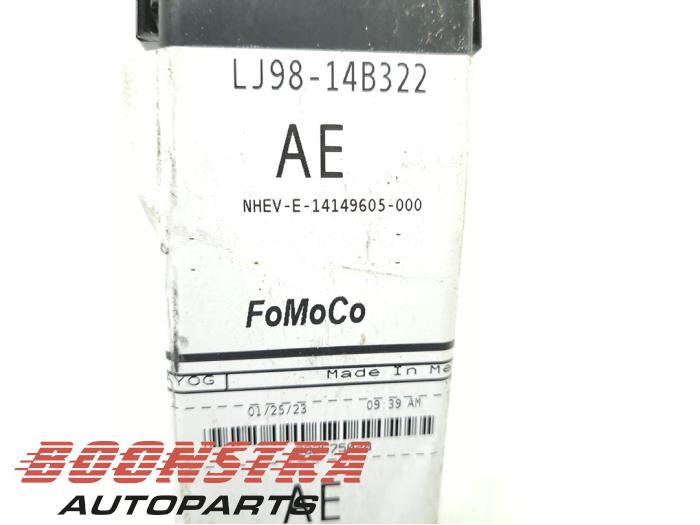 LJ98-14B322
AE
NHEV-E-14149605-000
FoMoCo
YOG Made In Me
01/25/23 09 39 AM
BOONSTRA
AUTOPARTS
AE